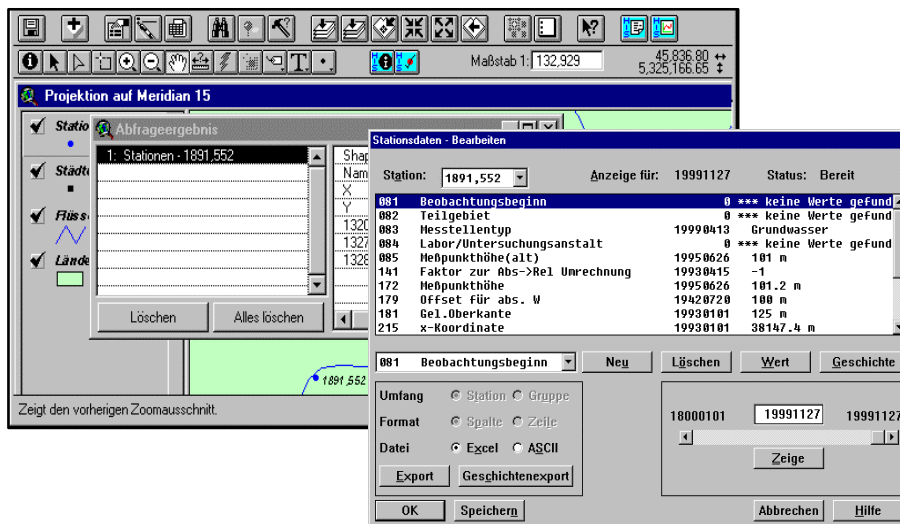 Maßstab 1: 132,929
45,836.80
5,325,166.65
Projektion auf Meridian 15
Statio
Städt
Flüss
Lände
Abfrageergebnis
1: Stationen - 1891,552
Shap
Nam
X
Y
1320
1327
1328
Löschen
Alles löschen
1891,552
Zeigt den vorherigen Zoomausschnitt.
Stationsdaten - Bearbeiten
Station: 1891,552 Anzeige für: 19991127 Status: Bereit
081 Beobachtungsbeginn 0 *** keine Werte gefund
082 Teilgebiet 0 *** keine Werte gefund
083 Messtellentyp 19990413 Grundwasser
084 Labor/Untersuchungsanstalt 0 *** keine Werte gefund
085 Meßpunkthöhe(alt) 19950626 101 m
141 Faktor zur Abs->Rel Umrechnung 19930415 -1
172 Meßpunkthöhe 19950626 101.2 m
179 Offset für abs. W 19420720 100 m
181 Gel.Oberkante 19930101 125 m
215 x-Koordinate 19930101 38147.4 m
081 Beobachtungsbeginn Neu Löschen Wert Geschichte
Umfang Station Gruppe
Format Spalte Zeile
Datei Excel ASCII
Export Geschichtenexport
18000101 19991127 19991127
Zeige
OK Speichern Abbrechen Hilfe